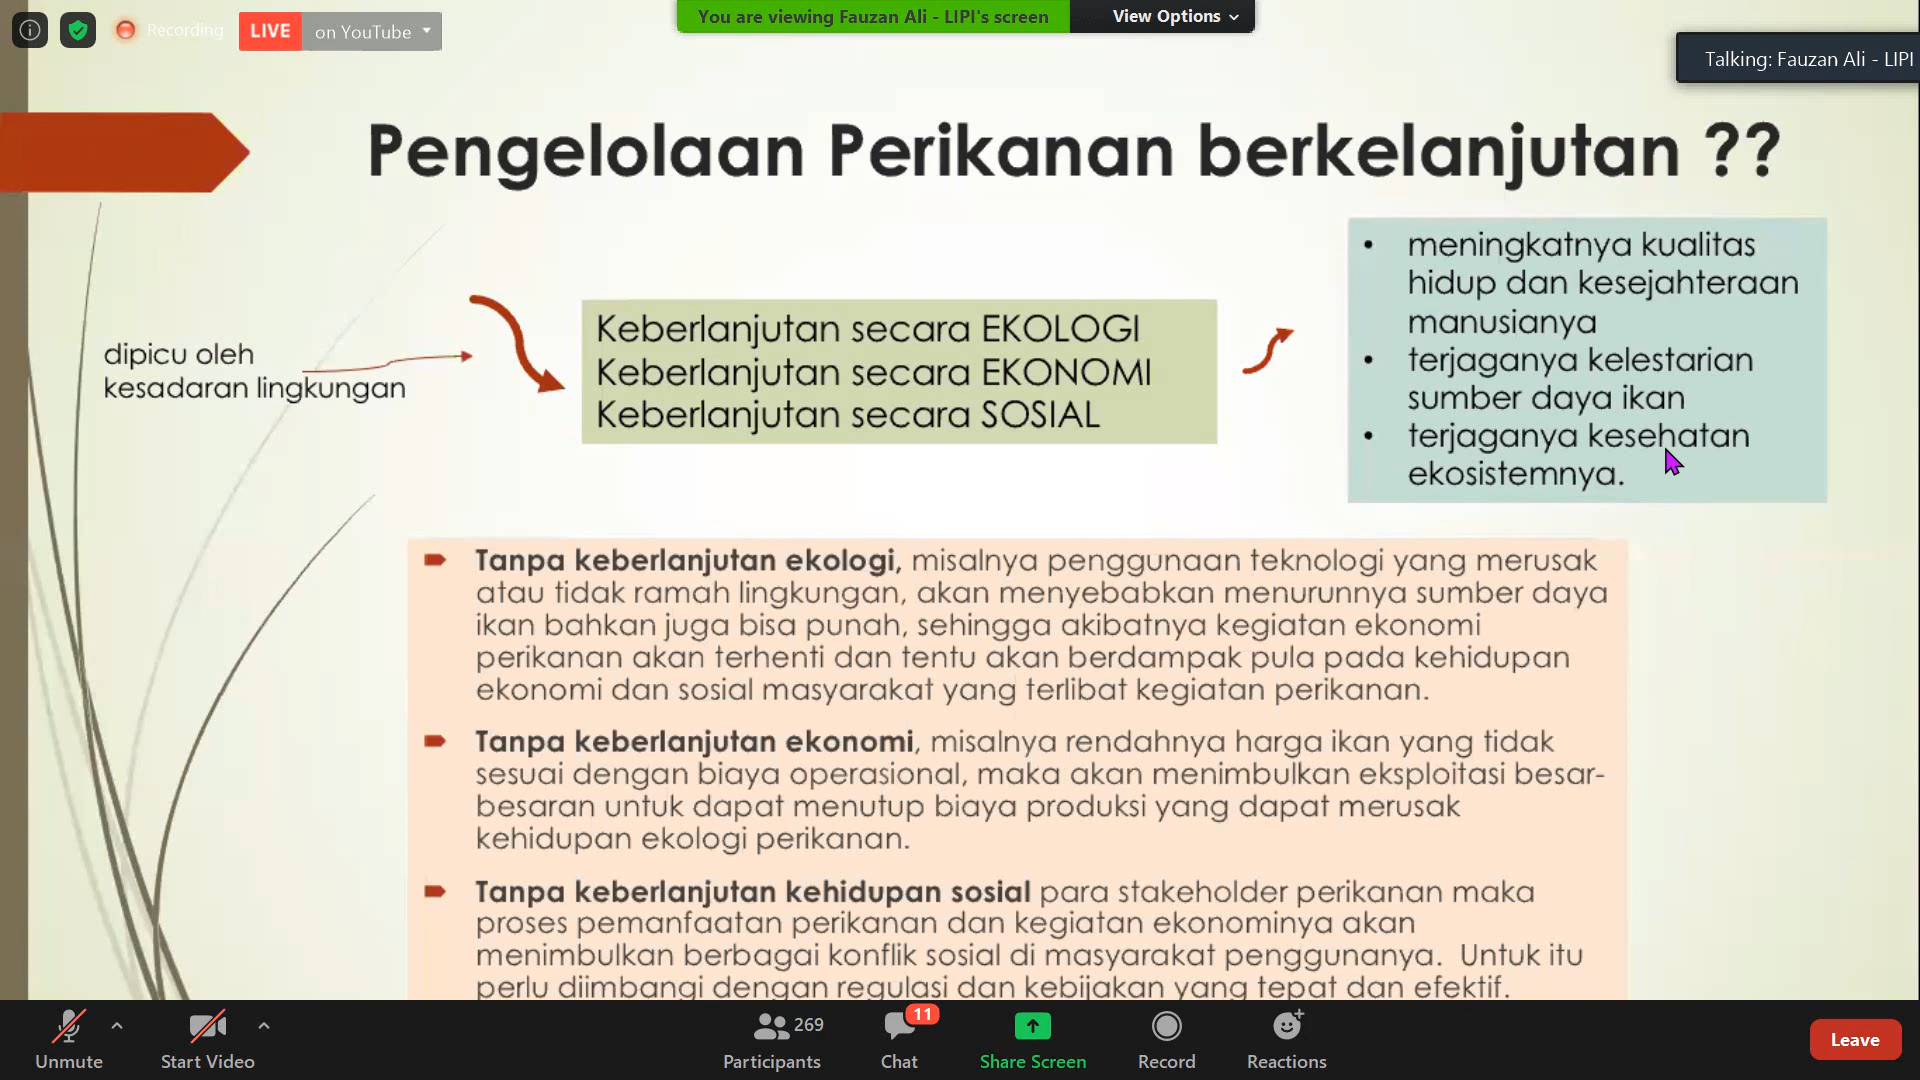 Recording
LIVE on YouTube
You are viewing Fauzan Ali - LIPI's screen
View Options
Talking: Fauzan Ali - LIPI
Pengelolaan Perikanan berkelanjutan ??
dipicu oleh
kesadaran lingkungan
Keberlanjutan secara EKOLOGI
Keberlanjutan secara EKONOMI
Keberlanjutan secara SOSIAL
• meningkatnya kualitas
hidup dan kesejahteraan
manusianya
• terjaganya kelestarian
sumber daya ikan
• terjaganya kesehatan
ekosistemnya.
Tanpa keberlanjutan ekologi, misalnya penggunaan teknologi yang merusak
atau tidak ramah lingkungan, akan menyebabkan menurunnya sumber daya
ikan bahkan juga bisa punah, sehingga akibatnya kegiatan ekonomi
perikanan akan terhenti dan tentu akan berdampak pula pada kehidupan
ekonomi dan sosial masyarakat yang terlibat kegiatan perikanan.
Tanpa keberlanjutan ekonomi, misalnya rendahnya harga ikan yang tidak
sesuai dengan biaya operasional, maka akan menimbulkan eksploitasi besar-
besaran untuk dapat menutup biaya produksi yang dapat merusak
kehidupan ekologi perikanan.
Tanpa keberlanjutan kehidupan sosial para stakeholder perikanan maka
proses pemanfaatan perikanan dan kegiatan ekonominya akan
menimbulkan berbagai konflik sosial di masyarakat penggunanya. Untuk itu
perlu diimbangi dengan regulasi dan kebijakan yang tepat dan efektif.
Unmute
Start Video
269
Participants
11
Chat
Share Screen
Record
Reactions
Leave